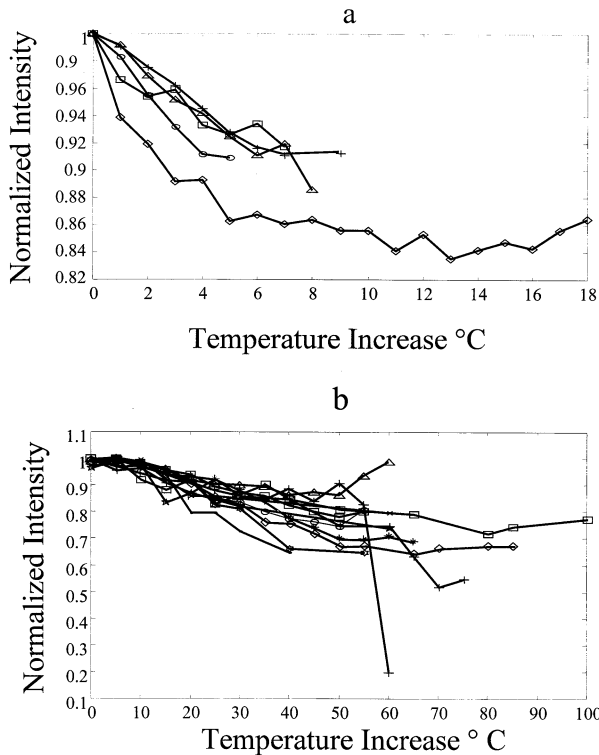 a
Normalized Intensity
1
0.9
0.96
0.94
0.92
0.9
0.88
0.86
0.84
0.82
0 2 4 6 8 10 12 14 16 18
Temperature Increase °C
b
Normalized Intensity
1.1
1
0.9
0.8
0.7
0.6
0.5
0.4
0.3
0.2
0.1
0 10 20 30 40 50 60 70 80 90 100
Temperature Increase ° C